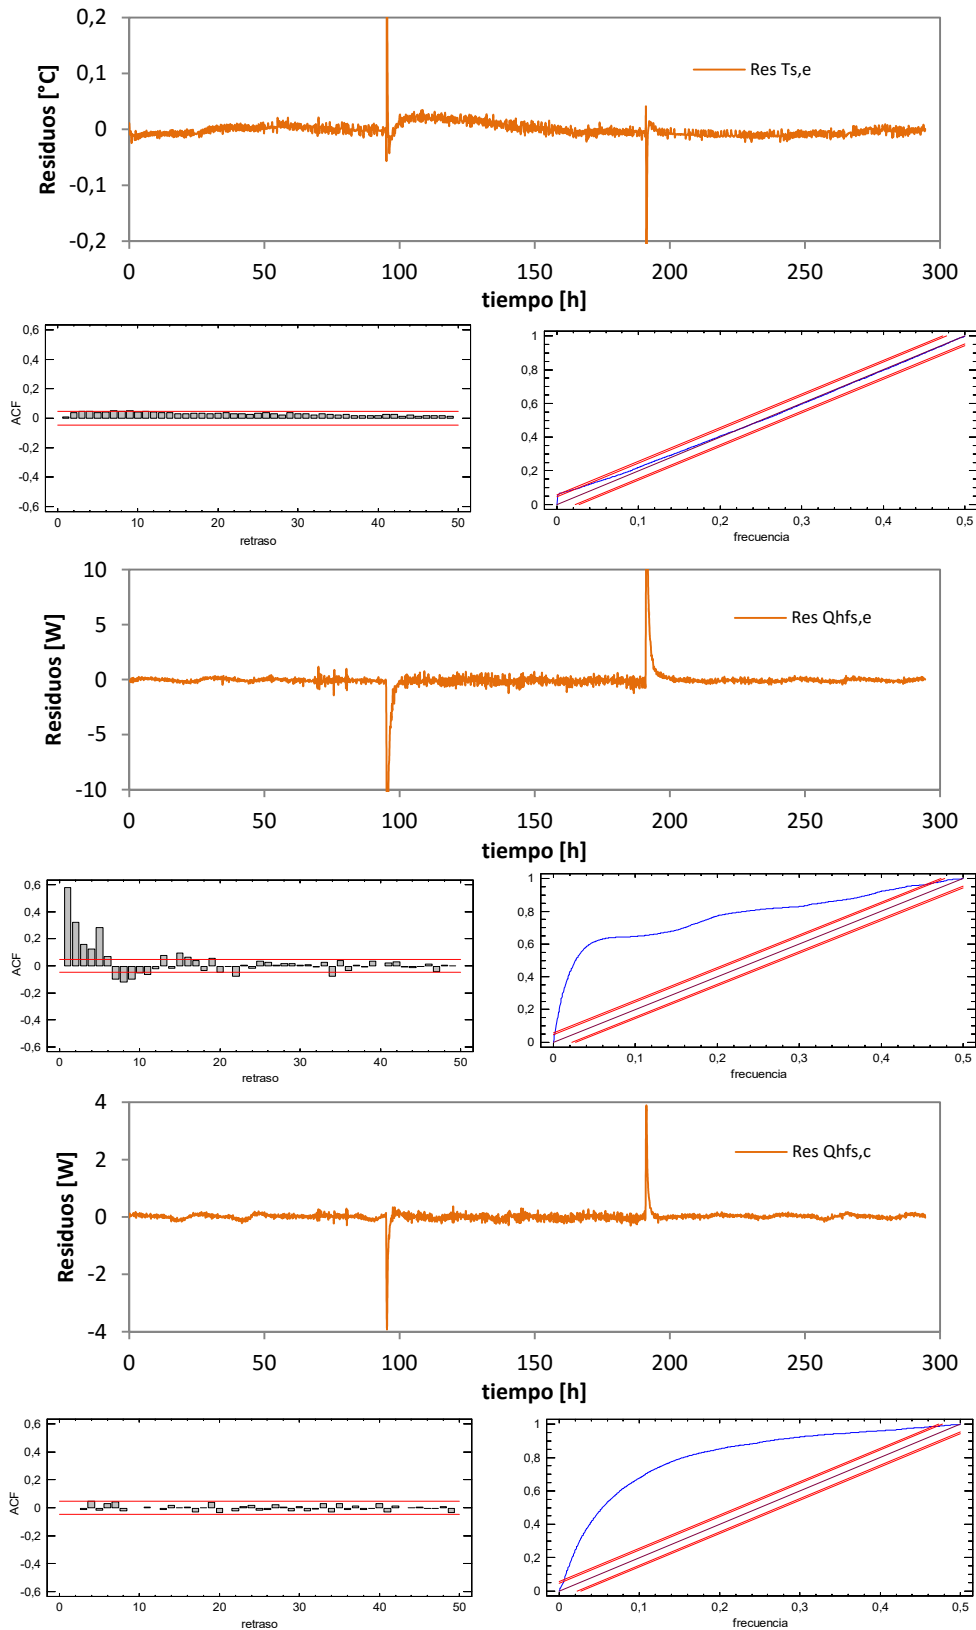 0,2
0,1
0
-0,1
-0,2
Residuos [°C]
Res Ts,e
0 50 100 150 200 250 300
tiempo [h]
0,6
0,4
0,2
0
-0,2
-0,4
-0,6
ACF
0 10 20 30 40 50
retraso
1
0,8
0,6
0,4
0,2
0
0 0,1 0,2 0,3 0,4 0,5
frecuencia
10
5
0
-5
-10
Residuos [W]
Res Qhfs,e
0 50 100 150 200 250 300
tiempo [h]
0,6
0,4
0,2
0
-0,2
-0,4
-0,6
ACF
0 10 20 30 40 50
retraso
1
0,8
0,6
0,4
0,2
0
0 0,1 0,2 0,3 0,4 0,5
frecuencia
4
2
0
-2
-4
Residuos [W]
Res Qhfs,c
0 50 100 150 200 250 300
tiempo [h]
0,6
0,4
0,2
0
-0,2
-0,4
-0,6
ACF
0 10 20 30 40 50
retraso
1
0,8
0,6
0,4
0,2
0
0 0,1 0,2 0,3 0,4 0,5
frecuencia